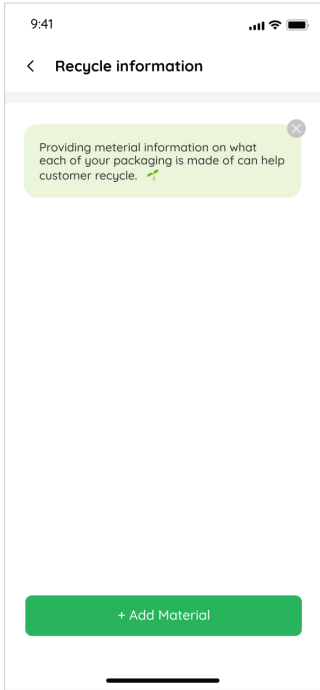 9:41
Recycle information
Providing meterial information on what
each of your packaging is made of can help
customer recycle.
+ Add Material